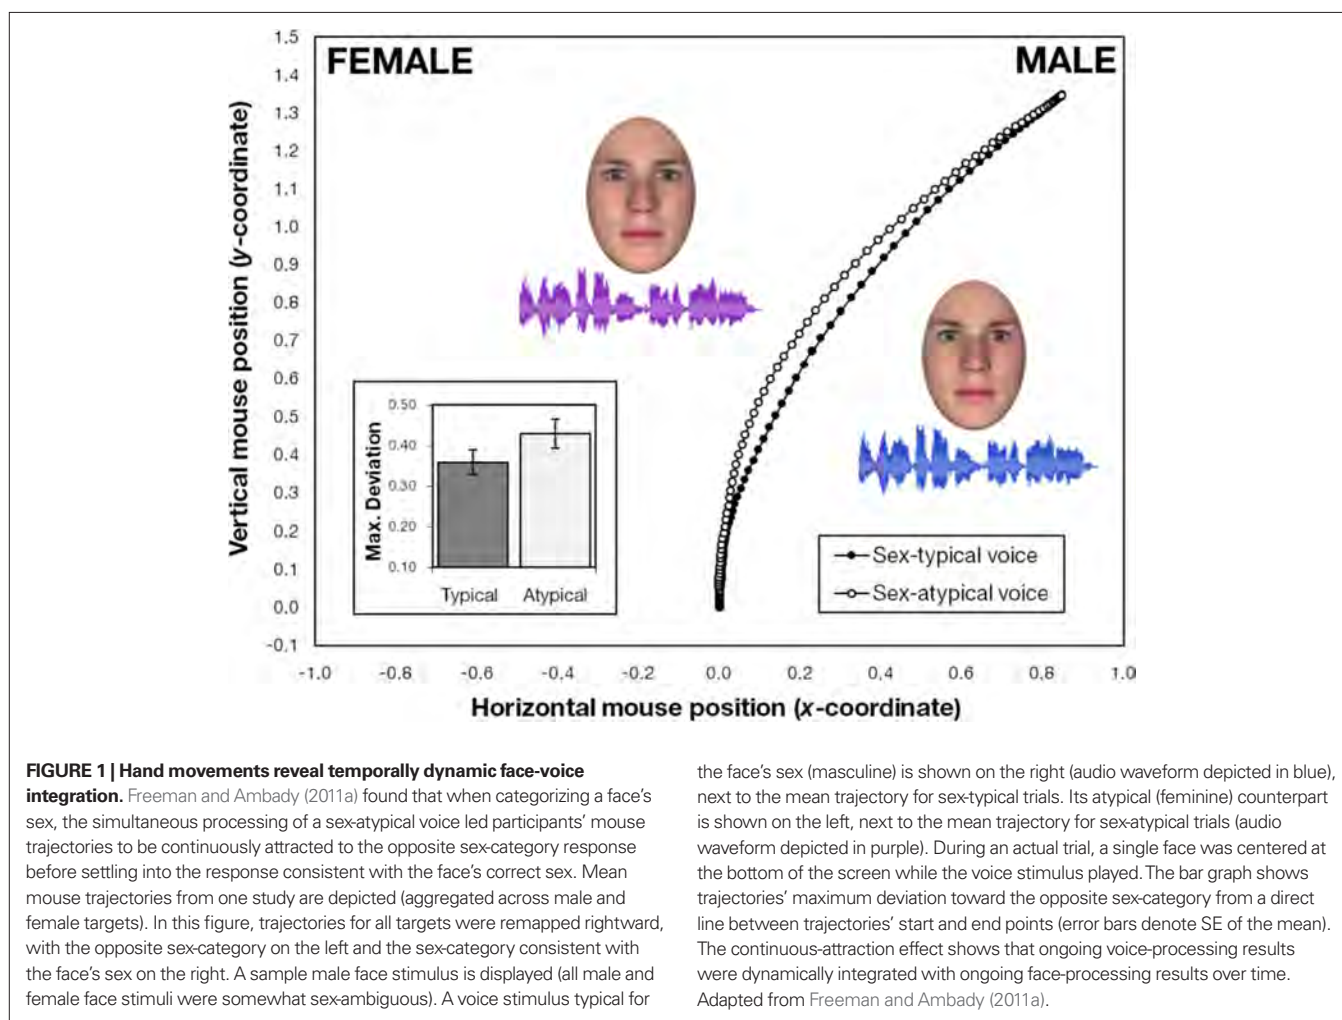 1.5
FEMALE
MALE
1.4
1.3
1.2
1.1
1.0
0.9
0.8
0.7
0.6
0.5
0.4
0.3
0.2
0.1
0.0
-0.1
Vertical mouse position (y-coordinate)
0.50
0.40
0.30
0.20
0.10
Max. Deviation
Typical Atypical
Sex-typical voice
Sex-atypical voice
-1.0 -0.8 -0.6 -0.4 -0.2 0.0 0.2 0.4 0.6 0.8 1.0
Horizontal mouse position (x-coordinate)
FIGURE 1 | Hand movements reveal temporally dynamic face-voice
integration. Freeman and Ambady (2011a) found that when categorizing a face's
sex, the simultaneous processing of a sex-atypical voice led participants' mouse
trajectories to be continuously attracted to the opposite sex-category response
before settling into the response consistent with the face's correct sex. Mean
mouse trajectories from one study are depicted (aggregated across male and
female targets). In this figure, trajectories for all targets were remapped rightward,
with the opposite sex-category on the left and the sex-category consistent with
the face's sex on the right. A sample male face stimulus is displayed (all male and
female face stimuli were somewhat sex-ambiguous). A voice stimulus typical for
the face's sex (masculine) is shown on the right (audio waveform depicted in blue),
next to the mean trajectory for sex-typical trials. Its atypical (feminine) counterpart
is shown on the left, next to the mean trajectory for sex-atypical trials (audio
waveform depicted in purple). During an actual trial, a single face was centered at
the bottom of the screen while the voice stimulus played. The bar graph shows
trajectories' maximum deviation toward the opposite sex-category from a direct
line between trajectories' start and end points (error bars denote SE of the mean).
The continuous-attraction effect shows that ongoing voice-processing results
were dynamically integrated with ongoing face-processing results over time.
Adapted from Freeman and Ambady (2011a).